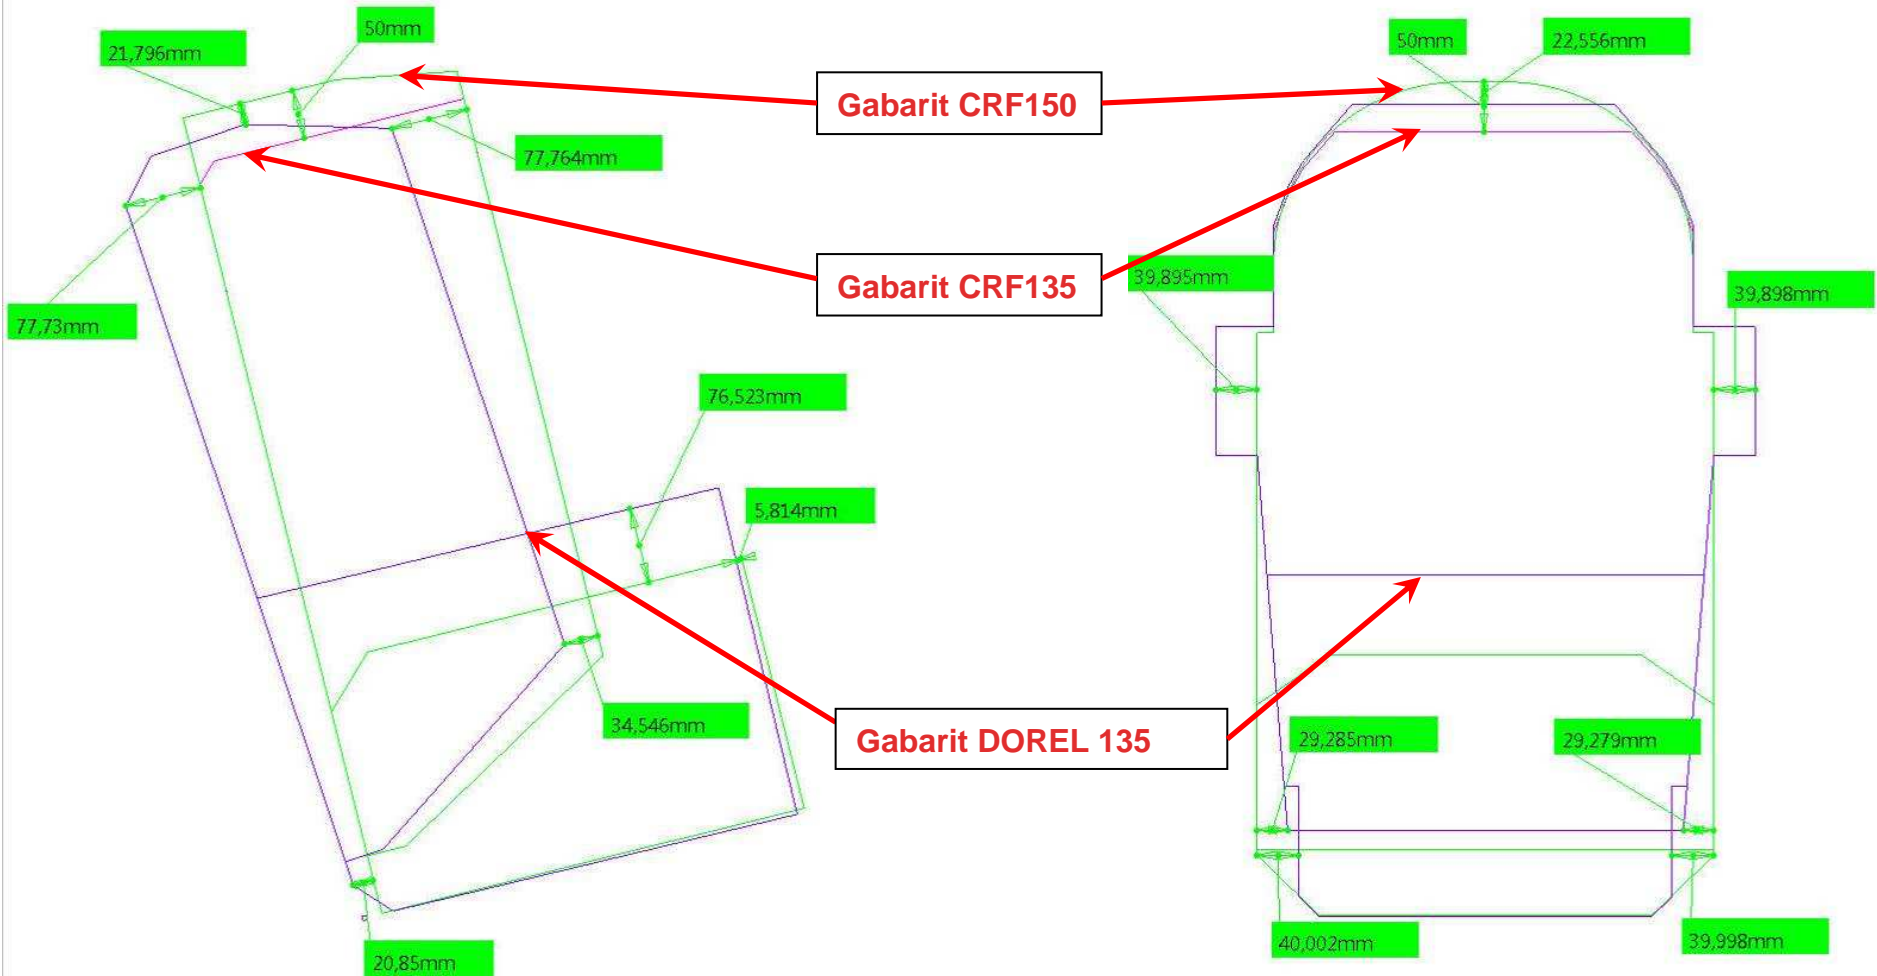 50mm
21,796mm
50mm
22,556mm
Gabarit CRF150
77,764mm
Gabarit CRF135
39,895mm
39,898mm
77,73mm
76,523mm
5,814mm
34,546mm
Gabarit DOREL 135
29,285mm
29,279mm
40,002mm
39,998mm
20,85mm